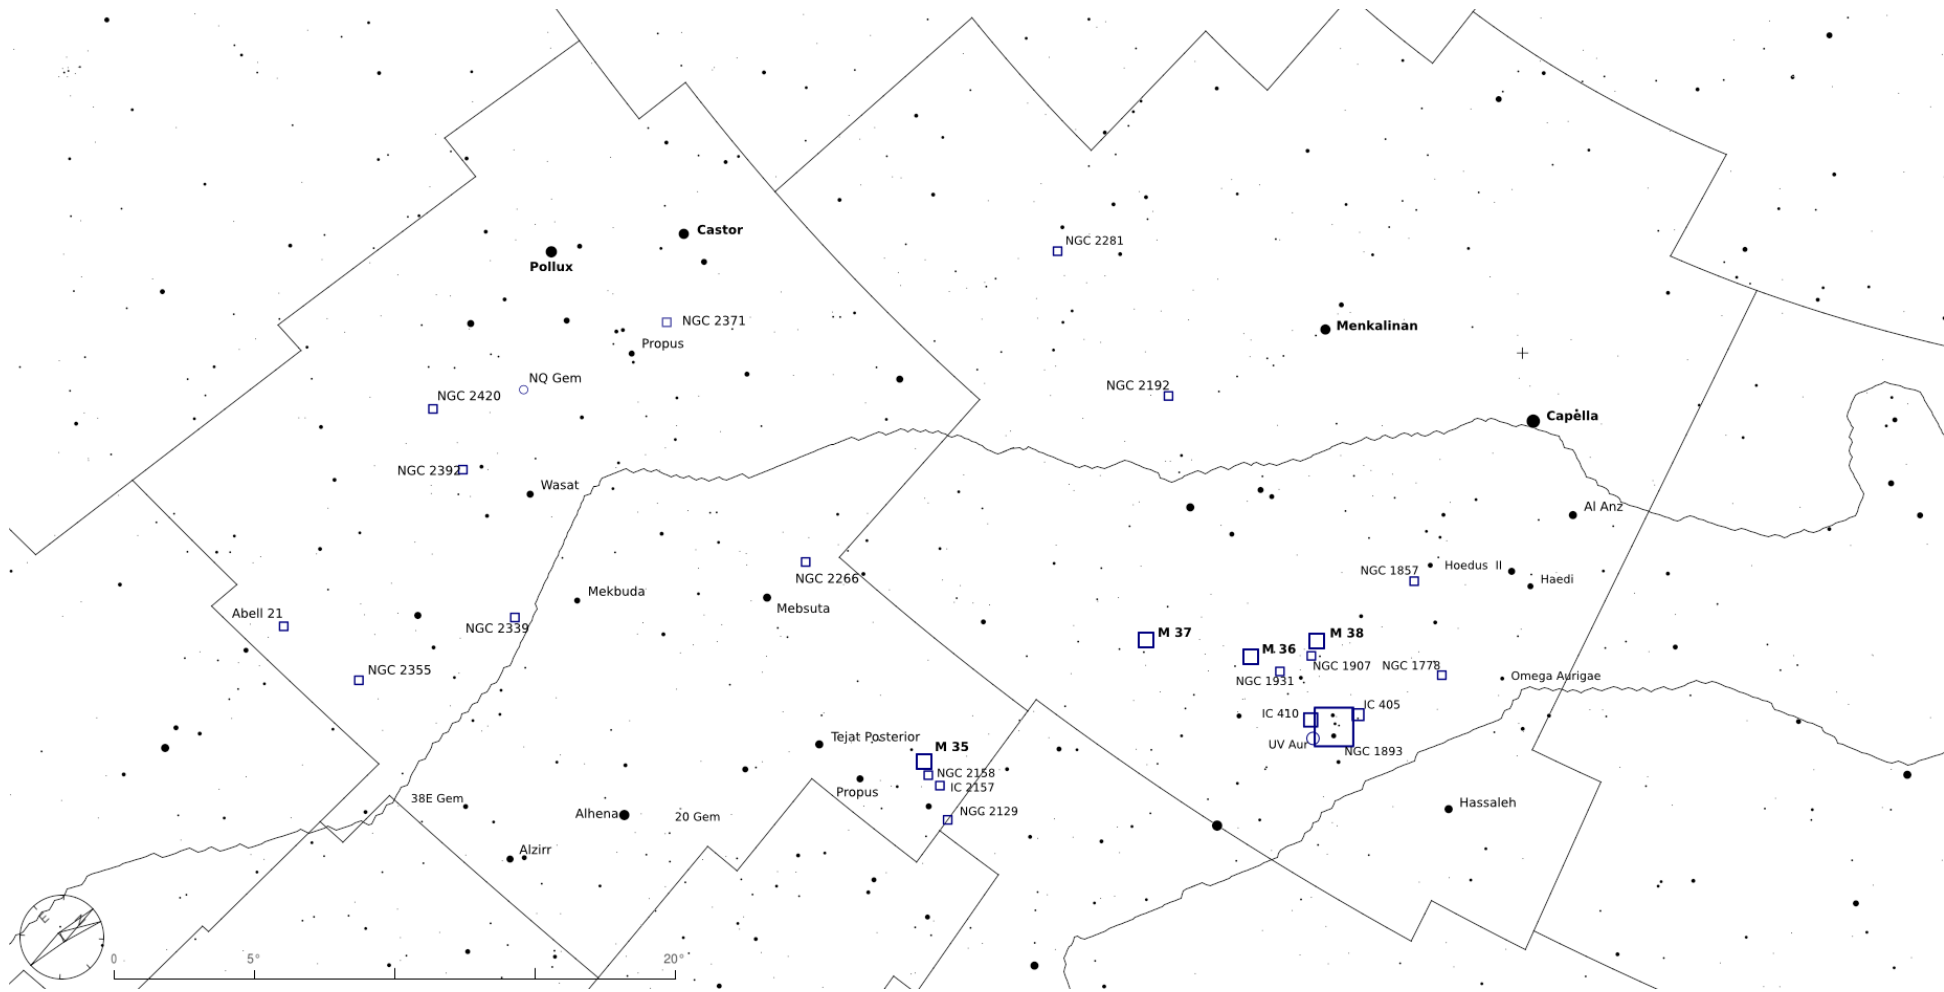 Castor
Pollux
NGC 2281
NGC 2371
Menkalinan
Propus
NQ Gem
NGC 2420
NGC 2192
Capella
NGC 2392
Wasat
Al Anz
NGC 1857
Hoedus II
Haedi
NGC 2266
Mekbuda
Mebsuta
Abell 21
NGC 2339
M 37
M 38
M 36
NGC 1907
NGC 1778
NGC 2355
NGC 1931
Omega Aurigae
IC 405
IC 410
Tejat Posterior
M 35
UV Aur
NGC 1893
NGC 2158
IC 2157
Propus
38E Gem
Hassaleh
NGC 2129
Alhena
20 Gem
Alzirr
E
N
0
5°
20°